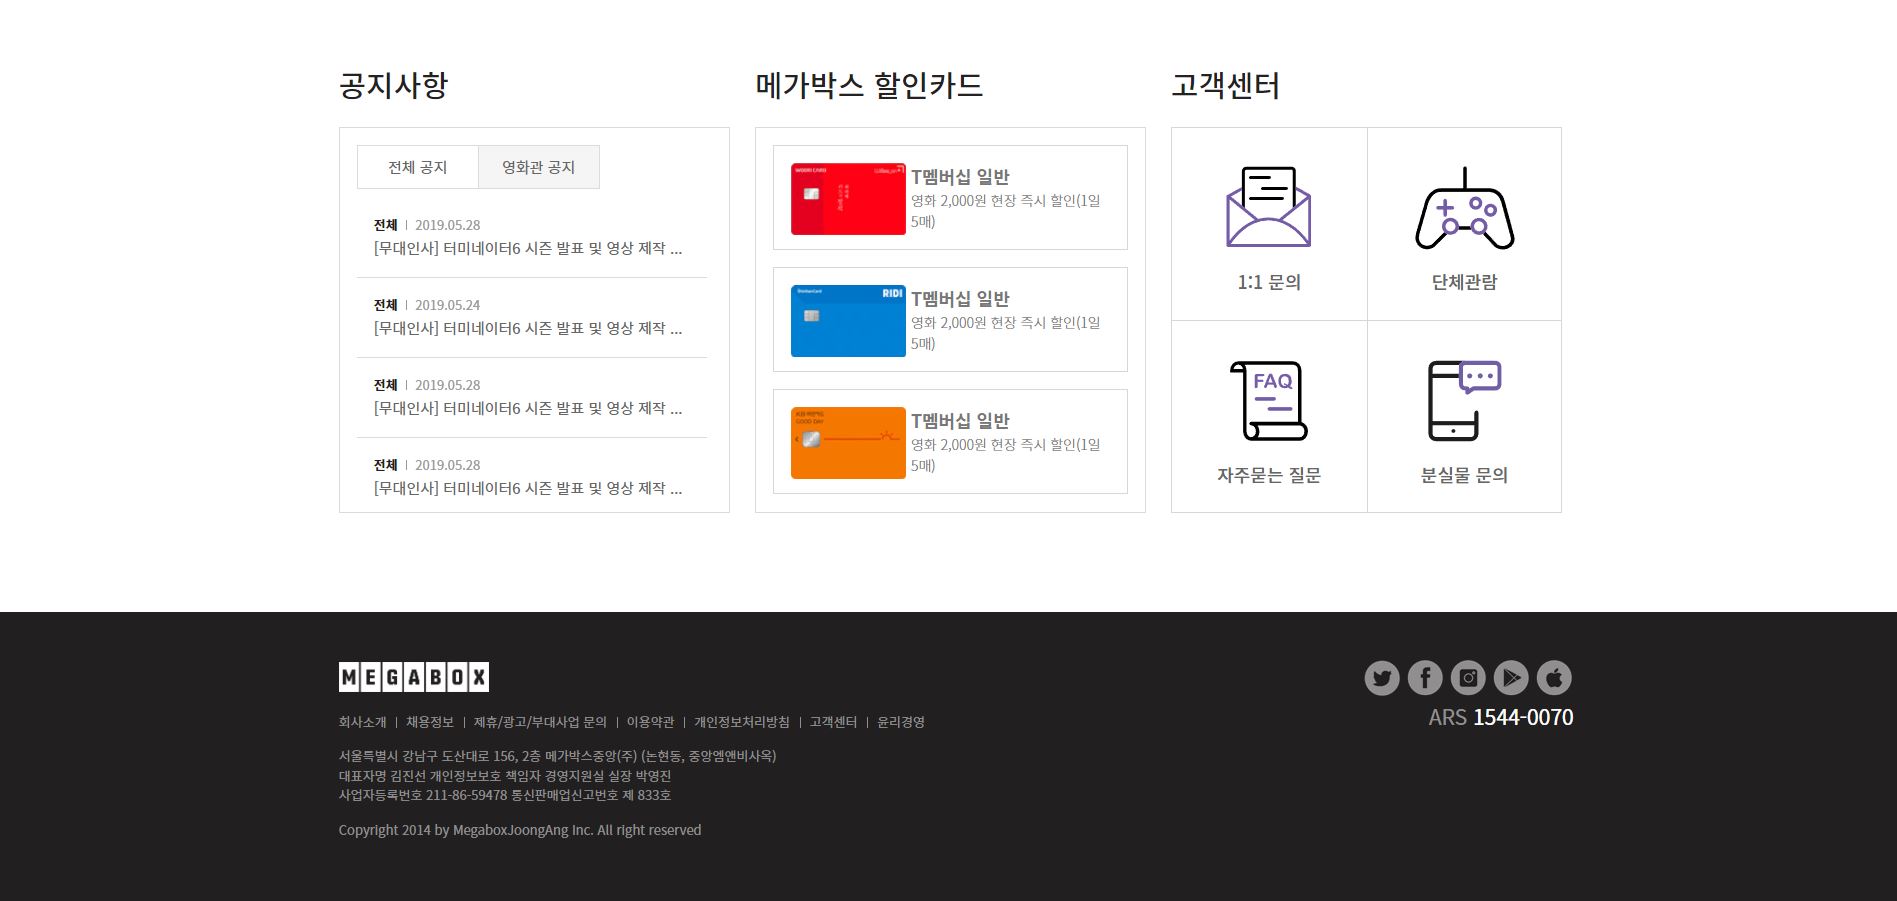 공지사항
전체 공지
영화관 공지
전체 | 2019.05.28
[무대인사] 터미네이터6 시즌 발표 및 영상 제작 ...
전체 | 2019.05.24
[무대인사] 터미네이터6 시즌 발표 및 영상 제작 ...
전체 | 2019.05.28
[무대인사] 터미네이터6 시즌 발표 및 영상 제작 ...
전체 | 2019.05.28
[무대인사] 터미네이터6 시즌 발표 및 영상 제작 ...
메가박스 할인카드
WOORI CARD
T멤버십 일반
영화 2,000원 현장 즉시 할인(1일
5매)
ShinhanCard
RIDI
T멤버십 일반
영화 2,000원 현장 즉시 할인(1일
5매)
GOOD DAY
T멤버십 일반
영화 2,000원 현장 즉시 할인(1일
5매)
고객센터
1:1 문의
단체관람
FAQ
자주묻는 질문
분실물 문의
MEGABOX
회사소개 | 채용정보 | 제휴/광고/부대사업 문의 | 이용약관 | 개인정보처리방침 | 고객센터 | 윤리경영
서울특별시 강남구 도산대로 156, 2층 메가박스중앙(주) (논현동, 중앙엠앤비사옥)
대표자명 김진선 개인정보보호 책임자 경영지원실 실장 박영진
사업자등록번호 211-86-59478 통신판매업신고번호 제 833호
Copyright 2014 by MegaboxJoongAng Inc. All right reserved
ARS 1544-0070